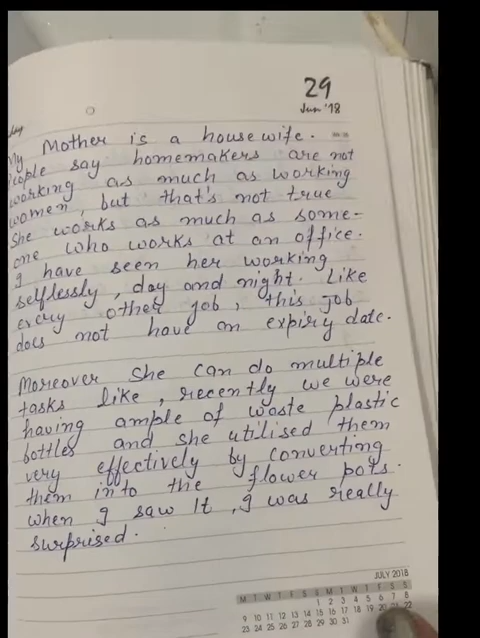 29
Jun '18
My Mother is a housewife.
People say homemakers are not
working as much as working
women, but that's not true
She works as much as some-
one who works at an office.
I have seen her working
selflessly, day and night. Like
every other job, this job
does not have an expiry date.
Moreover she can do multiple
tasks like, recently we were
having ample of waste plastic
bottles and she utilised them
very effectively by converting
them into the flower pots.
when I saw it, I was really
surprised.
JULY 2018
M T W T F S S M T W T F S S
1 2 3 4 5 6 7 8
9 10 11 12 13 14 15 16 17 18 19 20 21 22
23 24 25 26 27 28 29 30 31